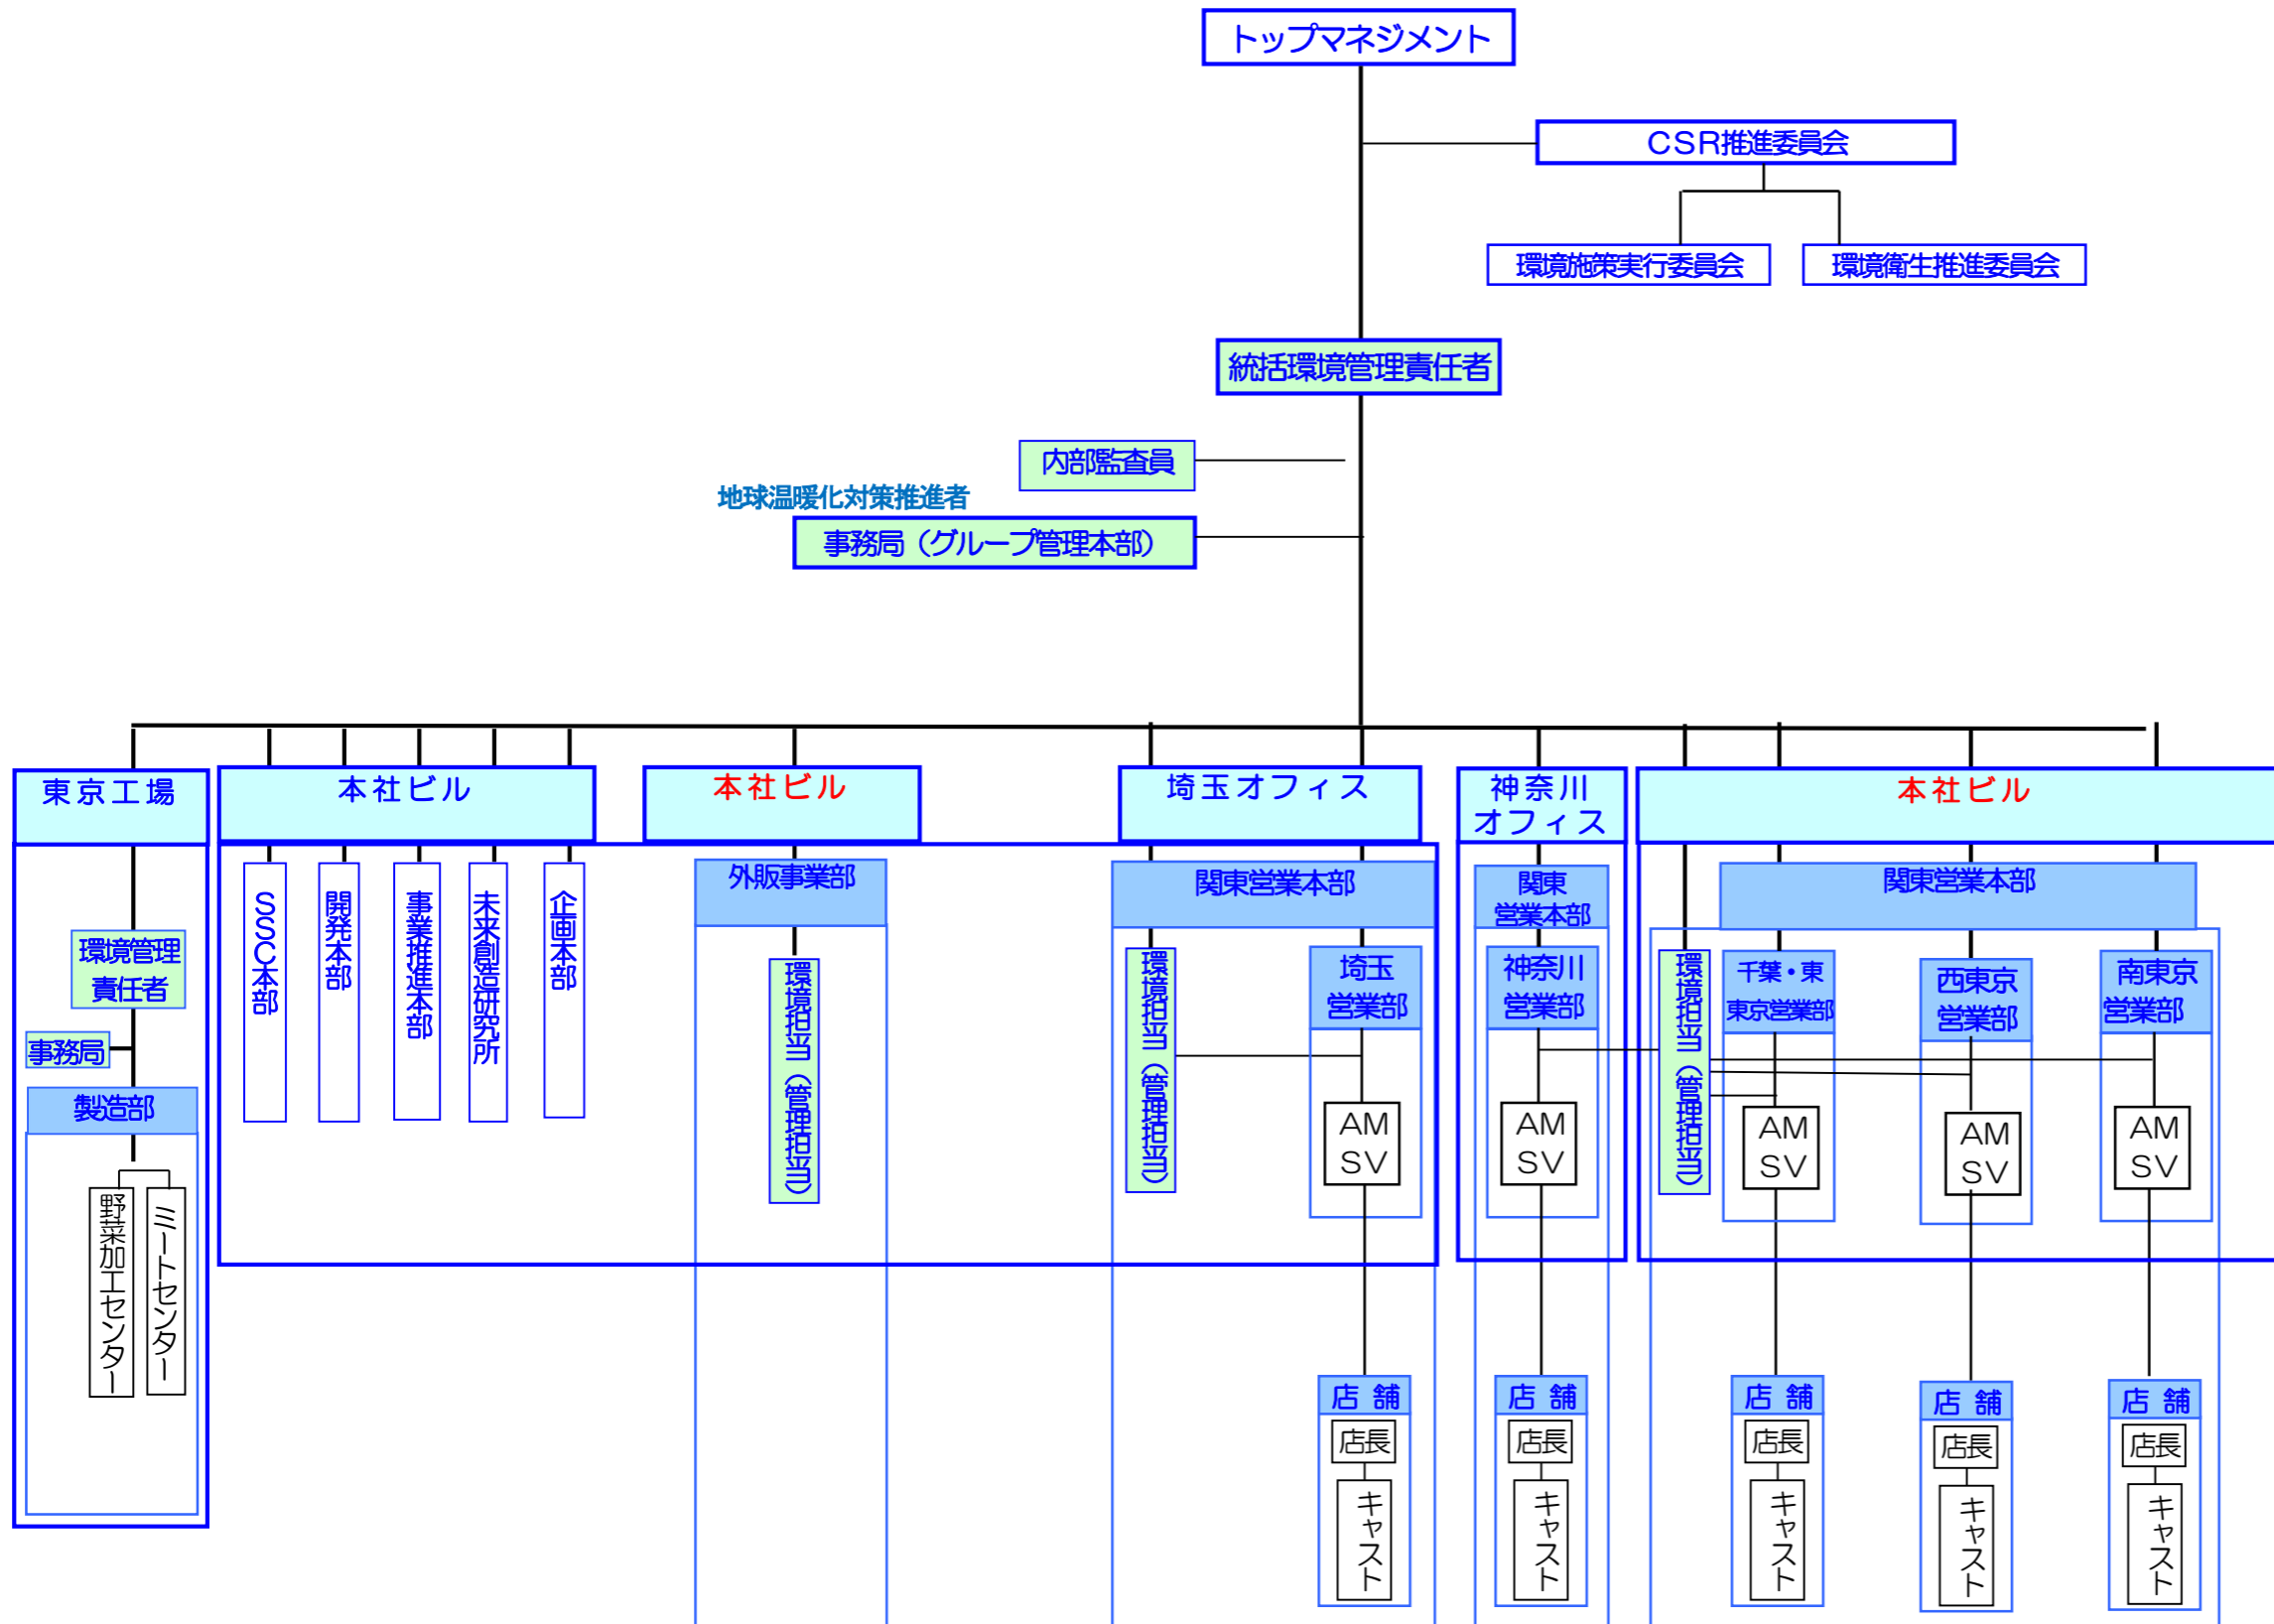 トップマネジメント
CSR推進委員会
環境施策実行委員会
環境衛生推進委員会
統括環境管理責任者
内部監査員
地球温暖化対策推進者
事務局（グループ管理本部）
東京工場
本社ビル
本社ビル
埼玉オフィス
神奈川
オフィス
本社ビル
環境管理
責任者
事務局
製造部
野菜加工センター
ミートセンター
SSC本部
開発本部
事業推進本部
未来創造研究所
企画本部
外販事業部
環境担当（管理担当）
関東営業本部
環境担当（管理担当）
埼玉
営業部
AM
SV
店舗
店長
キャスト
関東
営業本部
神奈川
営業部
AM
SV
店舗
店長
キャスト
関東営業本部
環境担当（管理担当）
千葉・東
東京営業部
AM
SV
店舗
店長
キャスト
西東京
営業部
AM
SV
店舗
店長
キャスト
南東京
営業部
AM
SV
店舗
店長
キャスト